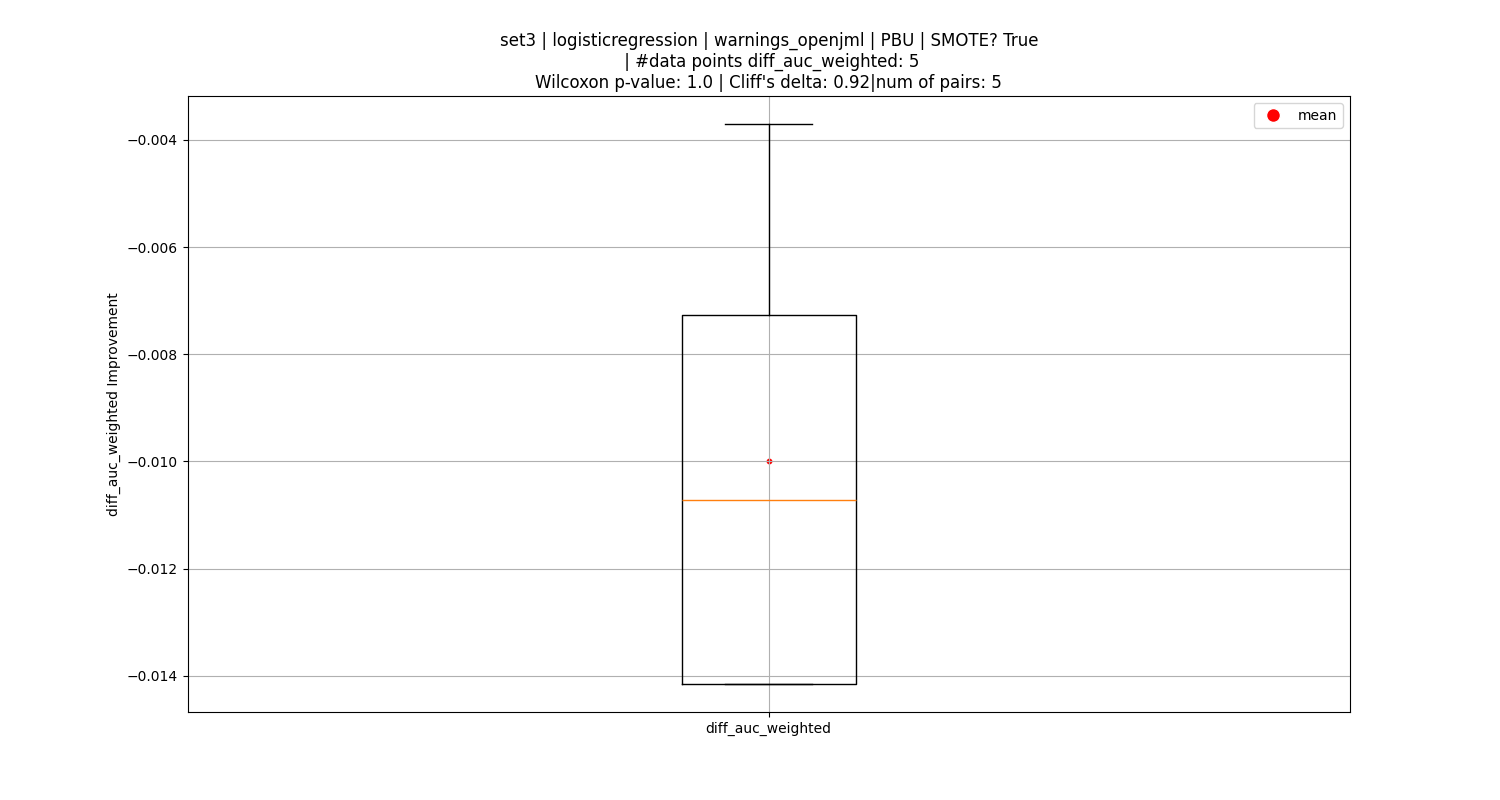 set3 | logisticregression | warnings_openjml | PBU | SMOTE? True
| #data points diff_auc_weighted: 5
Wilcoxon p-value: 1.0 | Cliff's delta: 0.92|num of pairs: 5
mean
−0.004
−0.006
−0.008
−0.010
−0.012
−0.014
diff_auc_weighted Improvement
diff_auc_weighted